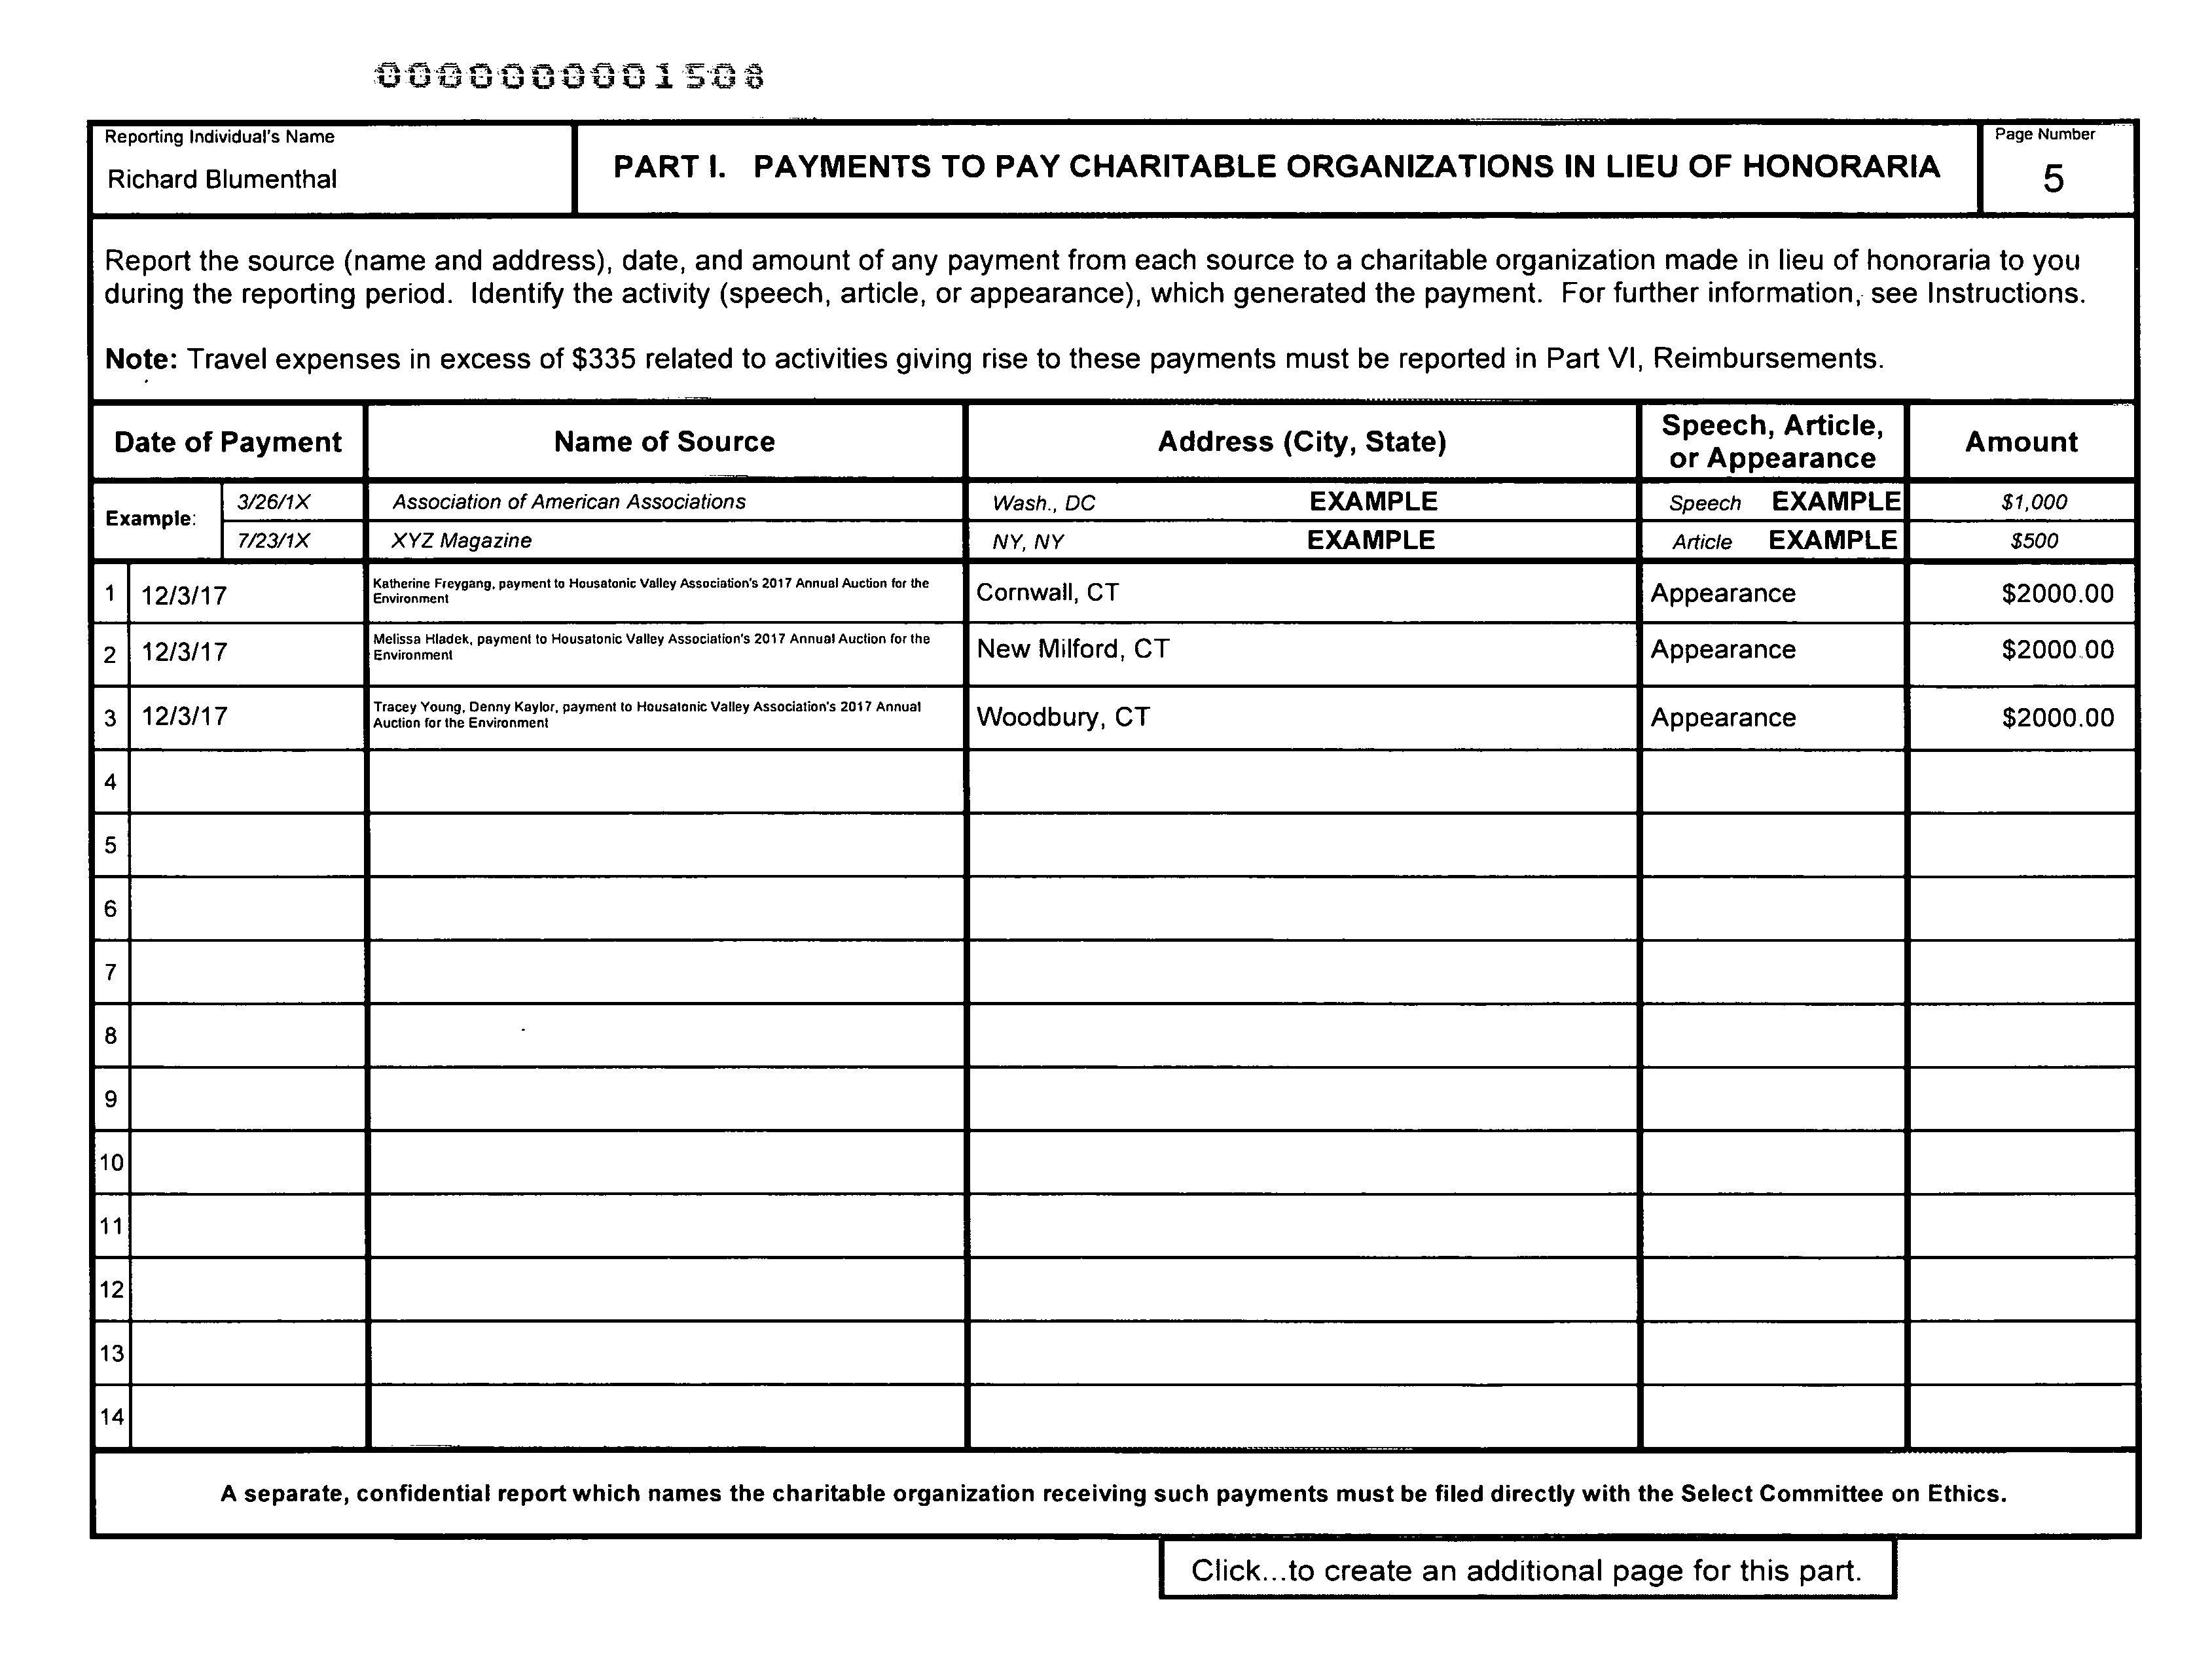 0000000001508
Reporting Individual's Name
Richard Blumenthal
PART I. PAYMENTS TO PAY CHARITABLE ORGANIZATIONS IN LIEU OF HONORARIA
Page Number
5
Report the source (name and address), date, and amount of any payment from each source to a charitable organization made in lieu of honoraria to you
during the reporting period. Identify the activity (speech, article, or appearance), which generated the payment. For further information, see Instructions.
Note: Travel expenses in excess of $335 related to activities giving rise to these payments must be reported in Part VI, Reimbursements.
Date of Payment
Name of Source
Address (City, State)
Speech, Article,
or Appearance
Amount
Example:
3/26/1X Association of American Associations Wash., DC EXAMPLE Speech EXAMPLE $1,000
7/23/1X XYZ Magazine NY, NY EXAMPLE Article EXAMPLE $500
1 12/3/17
Katherine Freygang, payment to Housatonic Valley Association's 2017 Annual Auction for the
Environment
Cornwall, CT Appearance $2000.00
2 12/3/17
Melissa Hladek, payment to Housatonic Valley Association's 2017 Annual Auction for the
Environment
New Milford, CT Appearance $2000.00
3 12/3/17
Tracey Young, Denny Kaylor, payment to Housatonic Valley Association's 2017 Annual
Auction for the Environment
Woodbury, CT Appearance $2000.00
4
5
6
7
8
9
10
11
12
13
14
A separate, confidential report which names the charitable organization receiving such payments must be filed directly with the Select Committee on Ethics.
Click...to create an additional page for this part.